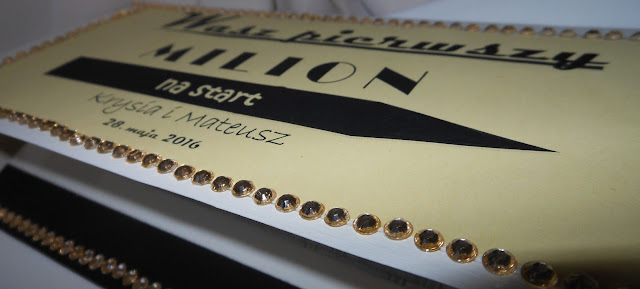 Wasz pierwszy
MILION
na start
Krysia i Mateusz
28. maja 2016